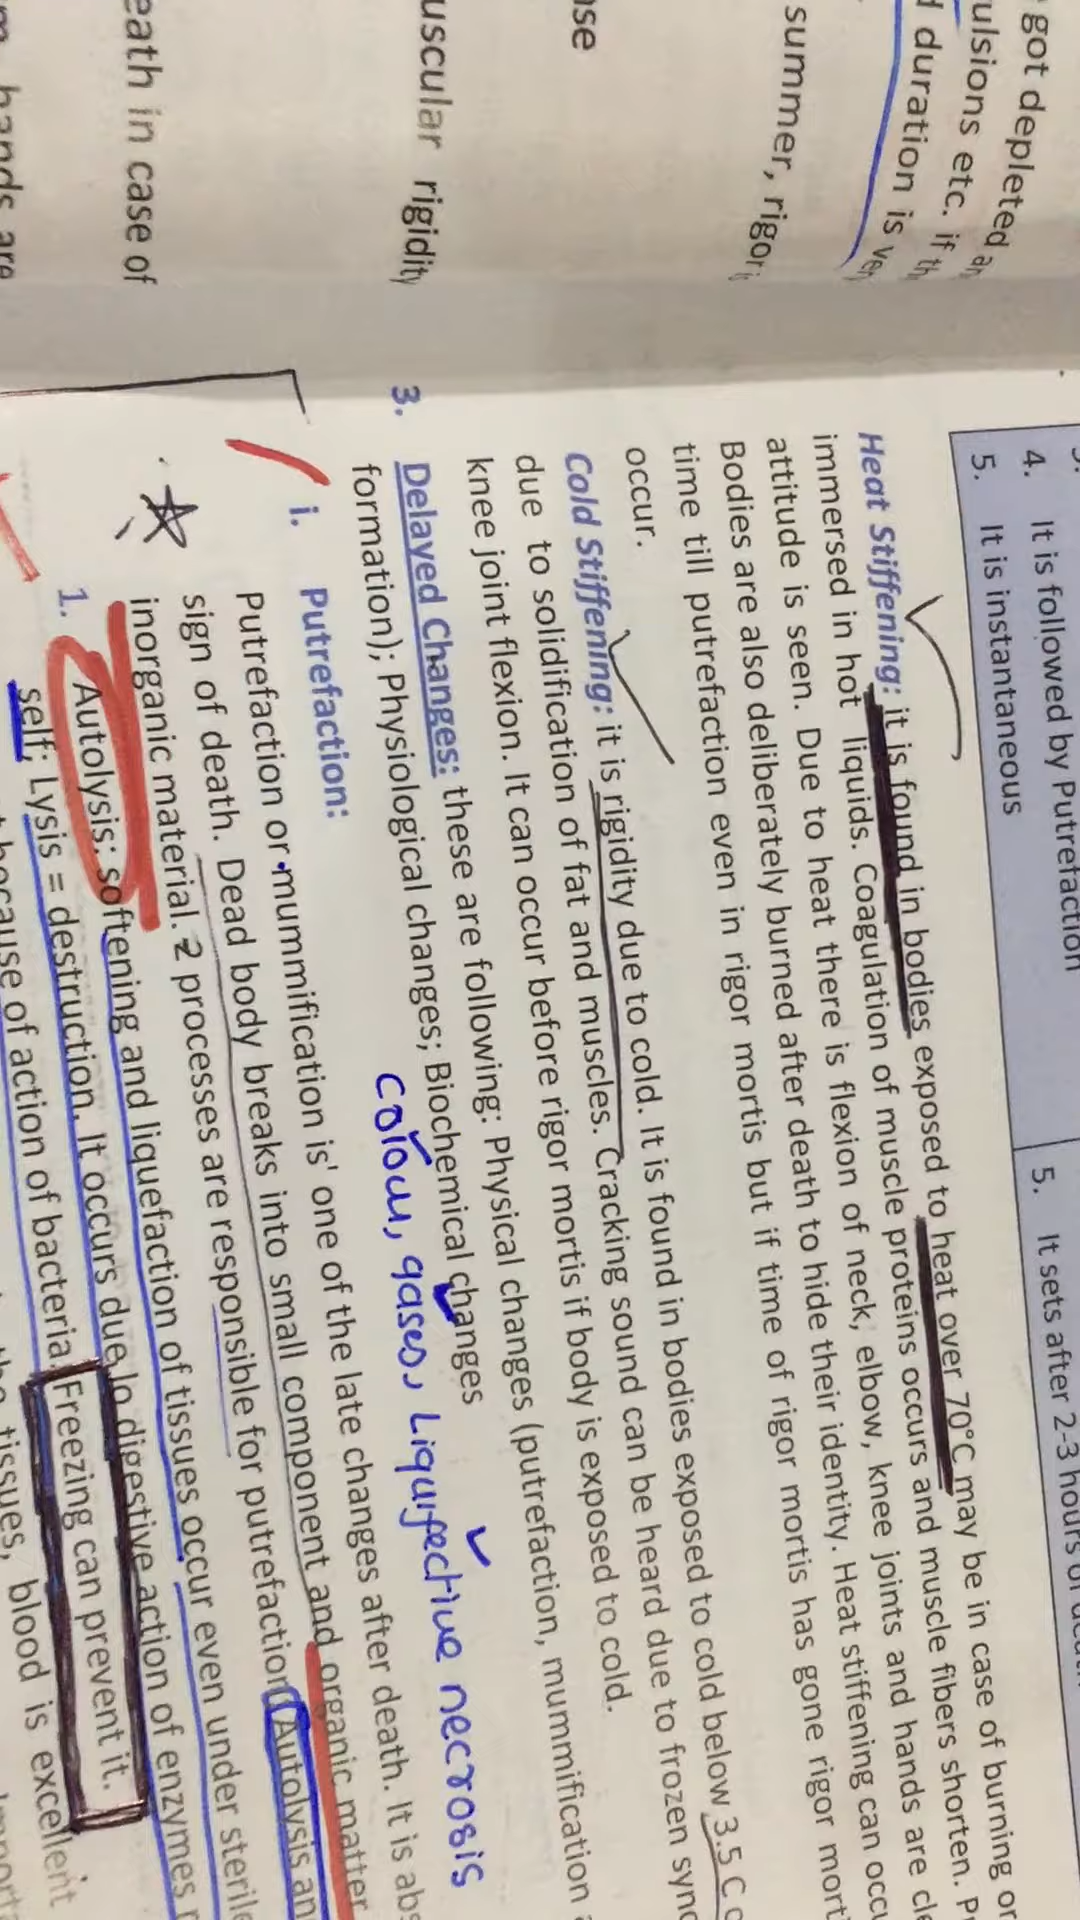 got depleted
ulsions etc. if
duration is
summer, rigor
uscular rigidity
eath in case of
hands are
4. It is followed by Putrefaction
5. It is instantaneous
5. It sets after 2-3 hours of
Heat Stiffening: it is found in bodies exposed to heat over 70°C may be in case of burning or
immersed in hot liquids. Coagulation of muscle proteins occurs and muscle fibers shorten.
attitude is seen. Due to heat there is flexion of neck, elbow, knee joints and hands are
Bodies are also deliberately burned after death to hide their identity. Heat stiffening can
time till putrefaction even in rigor mortis but if time of rigor mortis has gone rigor
occur.
Cold Stiffening: it is rigidity due to cold. It is found in bodies exposed to cold below 3.5 C
due to solidification of fat and muscles. Cracking sound can be heard due to frozen
knee joint flexion. It can occur before rigor mortis if body is exposed to cold.
3. Delayed Changes: these are following: Physical changes (putrefaction, mummification
formation); Physiological changes; Biochemical changes
colour, gases, Liquifective necrosis
i. Putrefaction:
Putrefaction or mummification is' one of the late changes after death. It is
sign of death. Dead body breaks into small component and organic matter
inorganic material. 2 processes are responsible for putrefaction (Autolysis
1. Autolysis: softening and liquefaction of tissues occur even under
self; Lysis = destruction. It occurs due to digestive action of enzymes
because of action of bacteria. Freezing can prevent it.
tissues, blood is excellent